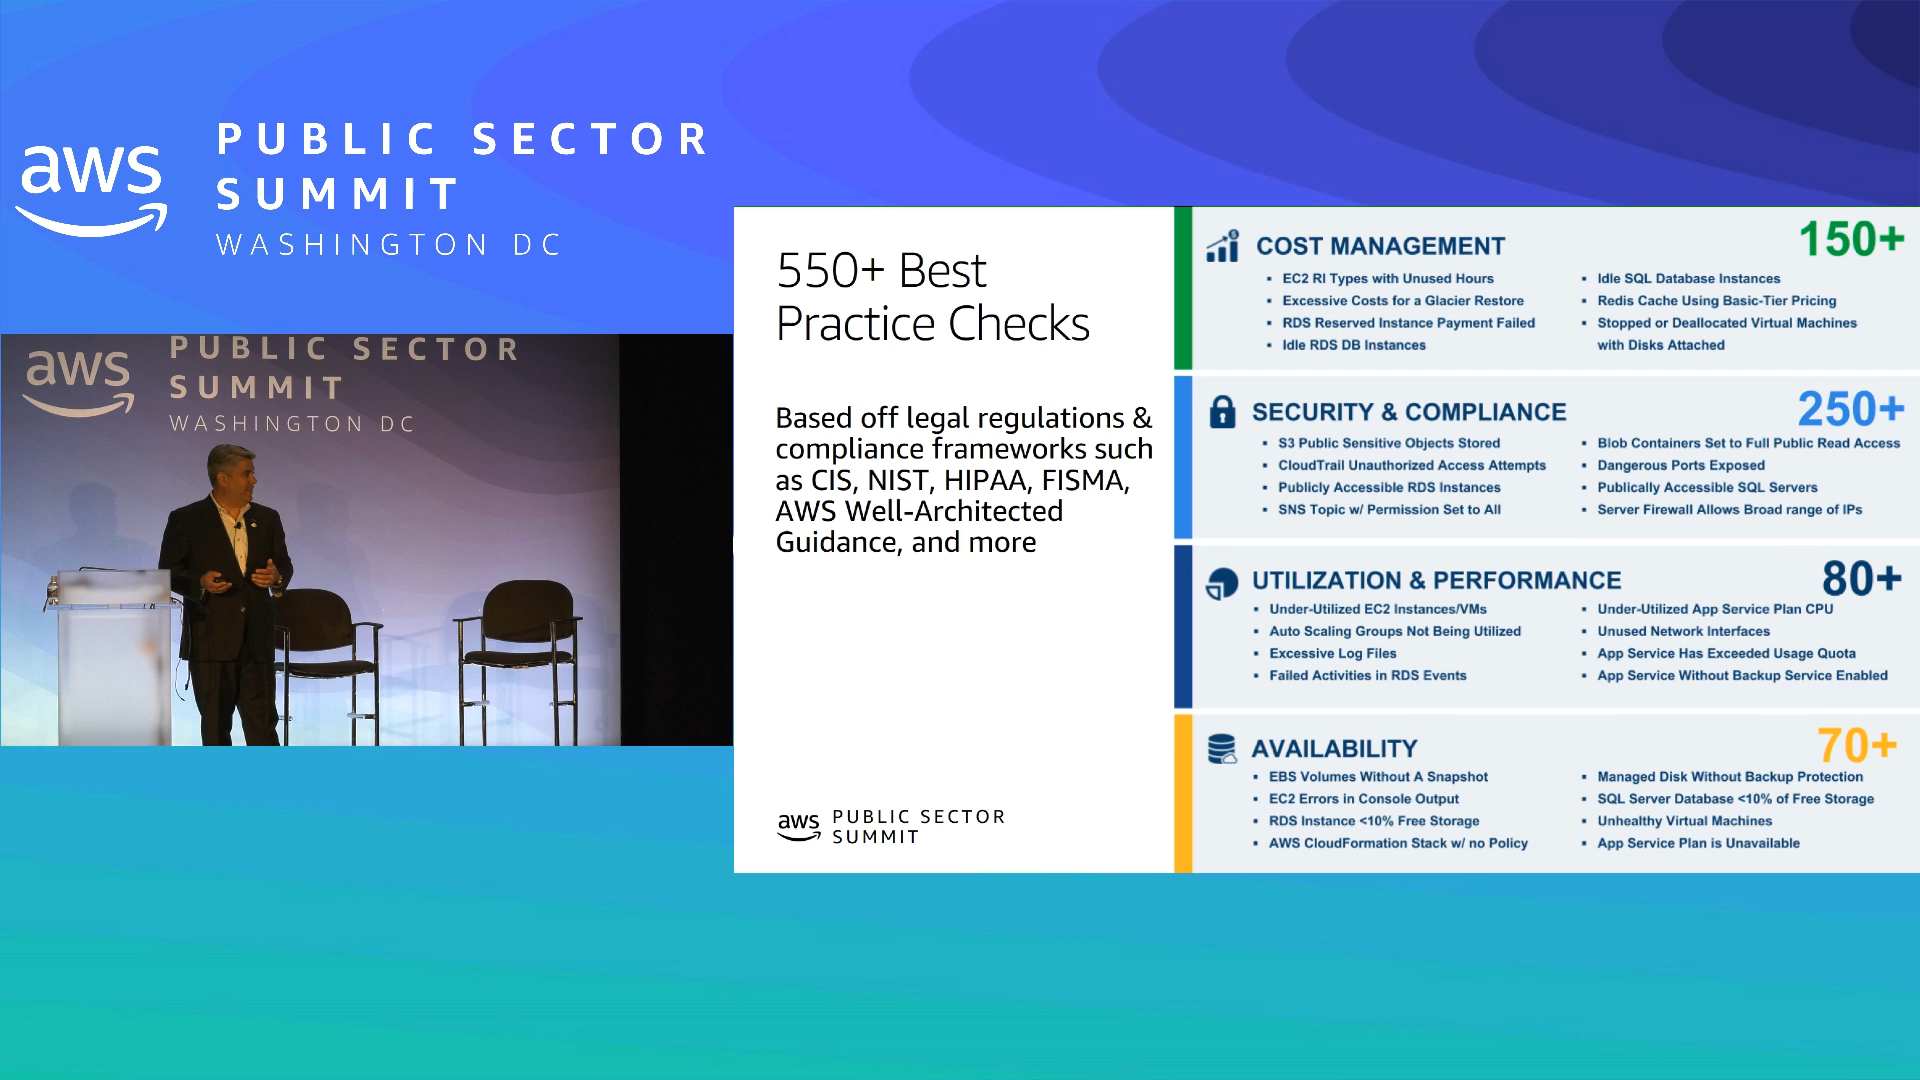 aws
PUBLIC SECTOR
SUMMIT
WASHINGTON DC
aws
PUBLIC SECTOR
SUMMIT
WASHINGTON DC
550+ Best
Practice Checks
Based off legal regulations &
compliance frameworks such
as CIS, NIST, HIPAA, FISMA,
AWS Well-Architected
Guidance, and more
aws
PUBLIC SECTOR
SUMMIT
COST MANAGEMENT
150+
▪ EC2 RI Types with Unused Hours
▪ Excessive Costs for a Glacier Restore
▪ RDS Reserved Instance Payment Failed
▪ Idle RDS DB Instances
▪ Idle SQL Database Instances
▪ Redis Cache Using Basic-Tier Pricing
▪ Stopped or Deallocated Virtual Machines
with Disks Attached
SECURITY & COMPLIANCE
250+
▪ S3 Public Sensitive Objects Stored
▪ CloudTrail Unauthorized Access Attempts
▪ Publicly Accessible RDS Instances
▪ SNS Topic w/ Permission Set to All
▪ Blob Containers Set to Full Public Read Access
▪ Dangerous Ports Exposed
▪ Publically Accessible SQL Servers
▪ Server Firewall Allows Broad range of IPs
UTILIZATION & PERFORMANCE
80+
▪ Under-Utilized EC2 Instances/VMs
▪ Auto Scaling Groups Not Being Utilized
▪ Excessive Log Files
▪ Failed Activities in RDS Events
▪ Under-Utilized App Service Plan CPU
▪ Unused Network Interfaces
▪ App Service Has Exceeded Usage Quota
▪ App Service Without Backup Service Enabled
AVAILABILITY
70+
▪ EBS Volumes Without A Snapshot
▪ EC2 Errors in Console Output
▪ RDS Instance <10% Free Storage
▪ AWS CloudFormation Stack w/ no Policy
▪ Managed Disk Without Backup Protection
▪ SQL Server Database <10% of Free Storage
▪ Unhealthy Virtual Machines
▪ App Service Plan is Unavailable